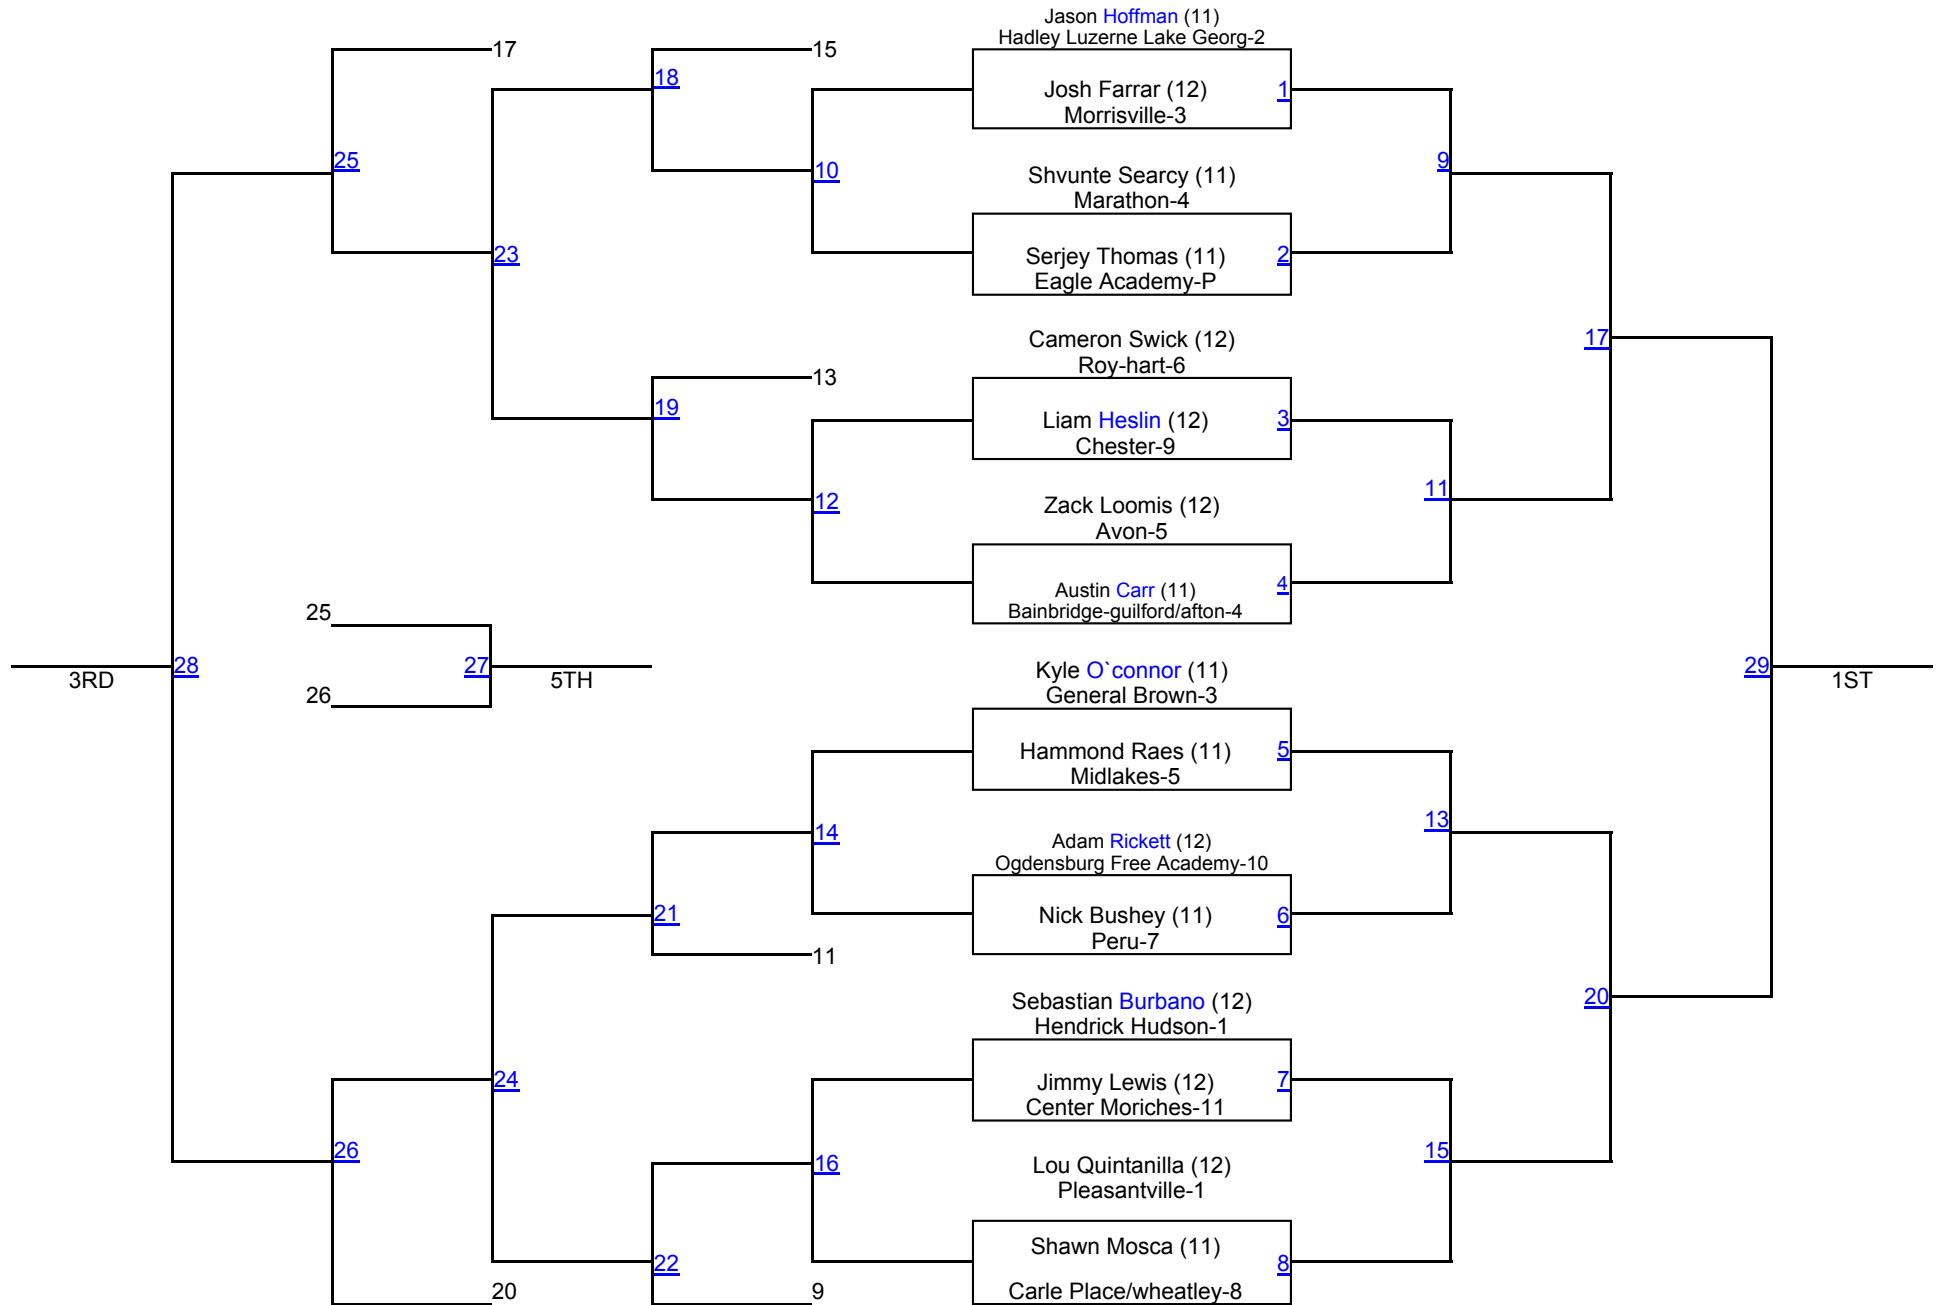 Jason Hoffman (11)
Hadley Luzerne Lake Georg-2
17
15
18
Josh Farrar (12)
1
Morrisville-3
25
10
9
Shvunte Searcy (11)
Marathon-4
23
Serjey Thomas (11)
2
Eagle Academy-P
Cameron Swick (12)
17
Roy-hart-6
13
19
Liam Heslin (12)
3
Chester-9
12
11
Zack Loomis (12)
Avon-5
Austin Carr (11)
4
Bainbridge-guilford/afton-4
25
28
3RD
27
5TH
26
Kyle O`connor (11)
General Brown-3
29
1ST
Hammond Raes (11)
5
Midlakes-5
14
13
Adam Rickett (12)
Ogdensburg Free Academy-10
21
Nick Bushey (11)
6
Peru-7
11
Sebastian Burbano (12)
20
Hendrick Hudson-1
24
Jimmy Lewis (12)
7
Center Moriches-11
26
16
15
Lou Quintanilla (12)
Pleasantville-1
22
Shawn Mosca (11)
8
20
9
Carle Place/wheatley-8